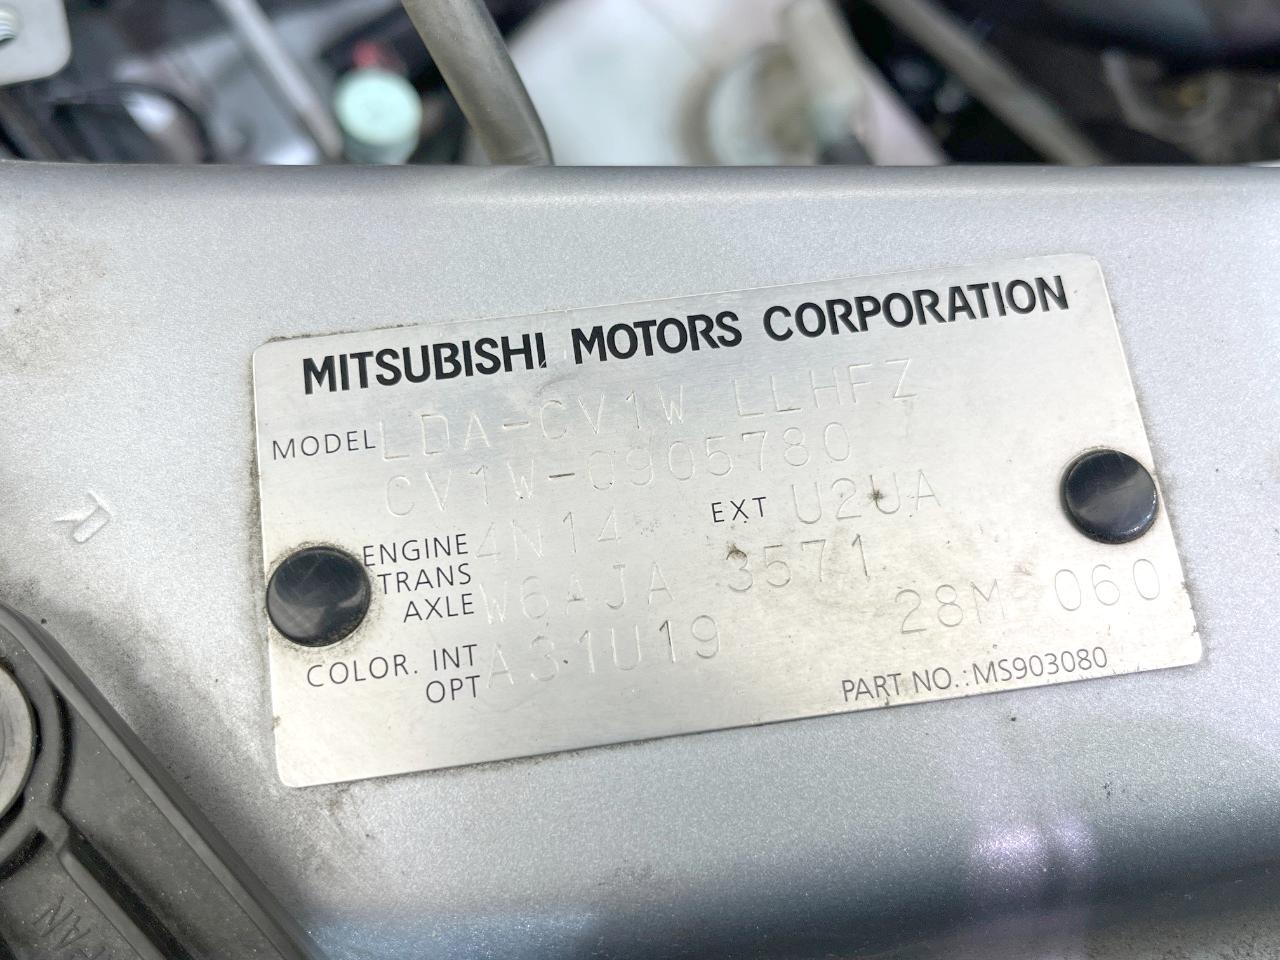 MITSUBISHI MOTORS CORPORATION
MODEL LDA-CV1W LLHFZ
CV1W-0905780
ENGINE 4N14 EXT U2UA
TRANS AXLE W6AJA 3571
28M 060
COLOR. INT OPT A31U19
PART NO.:MS903080
R